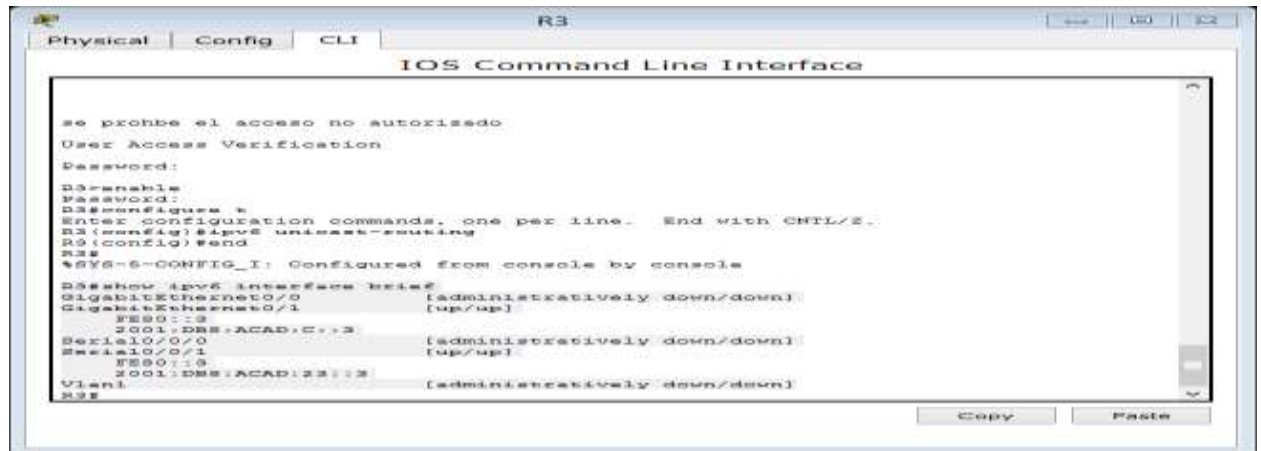 R3
Physical Config CLI
IOS Command Line Interface
se prohbe el acceso no autorizado
User Access Verification
Password:
R3>enable
Password:
R3#configure t
Enter configuration commands, one per line. End with CNTL/Z.
R3(config)#ipv6 unicast-routing
R3(config)#end
R3#
%SYS-5-CONFIG_I: Configured from console by console
R3#show ipv6 interface brief
GigabitEthernet0/0 [administratively down/down]
GigabitEthernet0/1 [up/up]
FE80::3
2001:DB8:ACAD:C::3
Serial0/0/0 [administratively down/down]
Serial0/0/1 [up/up]
FE80::3
2001:DB8:ACAD:23::3
Vlan1 [administratively down/down]
R3#
Copy Paste